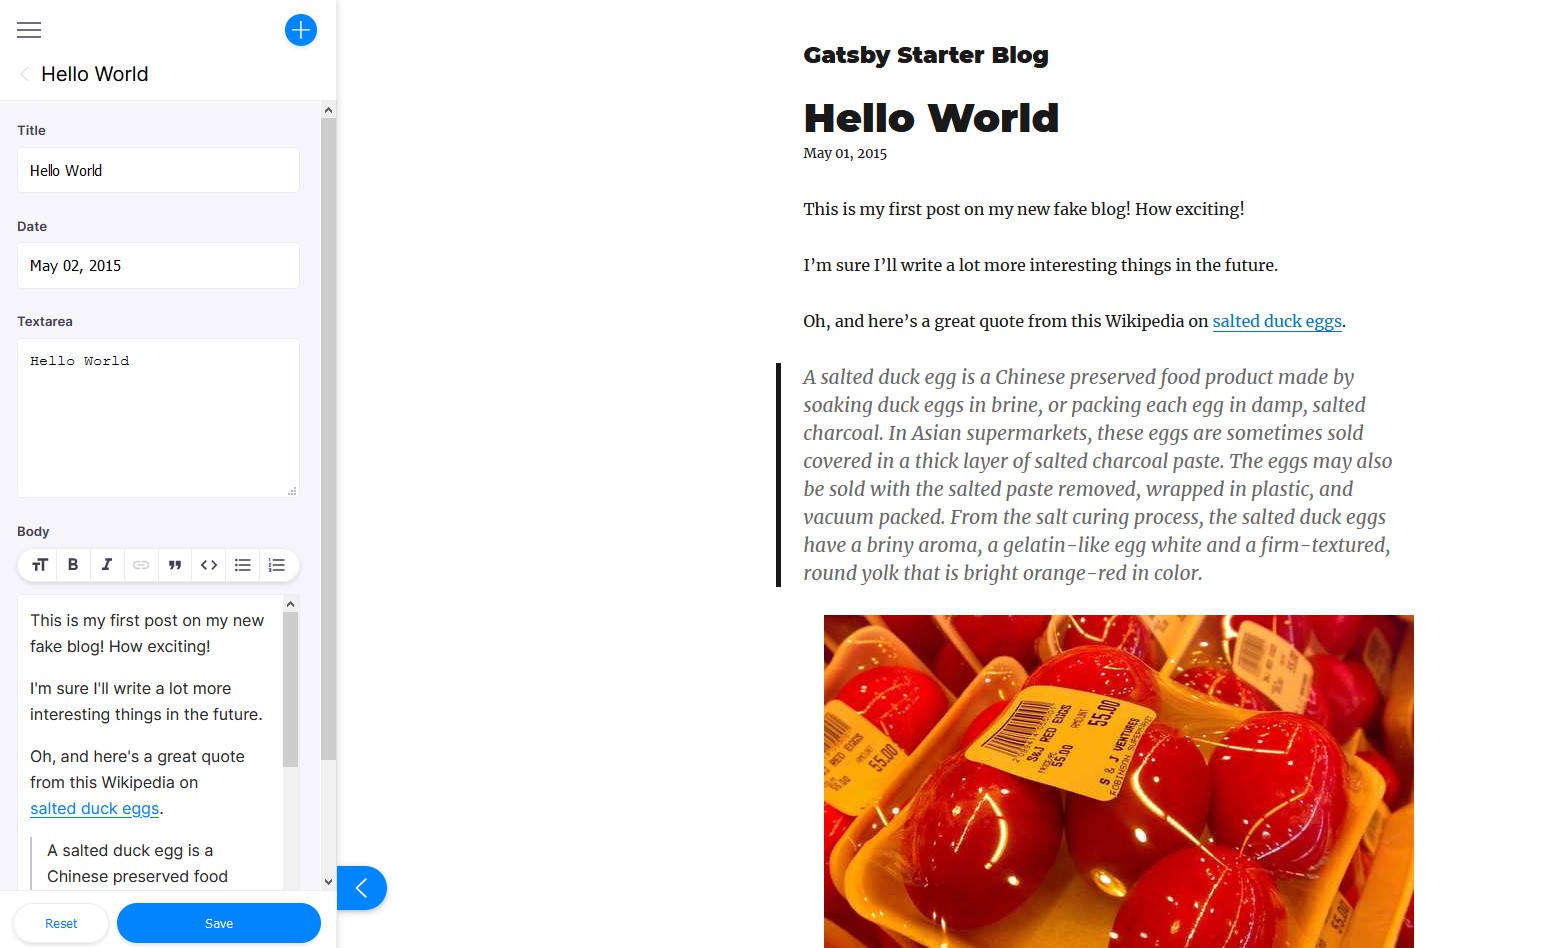 Hello World
Title
Hello World
Date
May 02, 2015
Textarea
Hello World
Body
This is my first post on my new
fake blog! How exciting!
I'm sure I'll write a lot more
interesting things in the future.
Oh, and here's a great quote
from this Wikipedia on
salted duck eggs.
A salted duck egg is a
Chinese preserved food
Reset
Save
Gatsby Starter Blog
Hello World
May 01, 2015
This is my first post on my new fake blog! How exciting!
I’m sure I’ll write a lot more interesting things in the future.
Oh, and here’s a great quote from this Wikipedia on salted duck eggs.
A salted duck egg is a Chinese preserved food product made by
soaking duck eggs in brine, or packing each egg in damp, salted
charcoal. In Asian supermarkets, these eggs are sometimes sold
covered in a thick layer of salted charcoal paste. The eggs may also
be sold with the salted paste removed, wrapped in plastic, and
vacuum packed. From the salt curing process, the salted duck eggs
have a briny aroma, a gelatin-like egg white and a firm-textured,
round yolk that is bright orange-red in color.
S&J RED EGGS
AMOUNT
55.00
55.00
S & J VENTURES
ROBINSON SUPERMARKET
RED EGGS
55.00
55.00